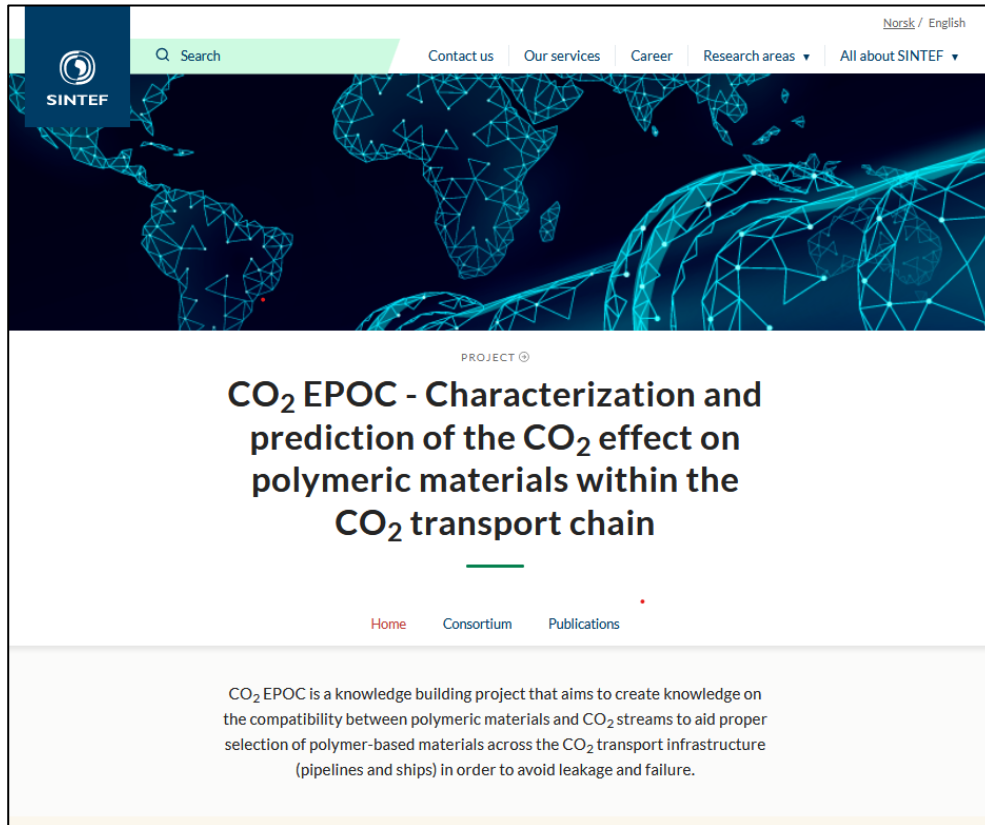 Norsk / English
Search
Contact us
Our services
Career
Research areas ▾
All about SINTEF ▾
SINTEF
PROJECT
CO₂ EPOC - Characterization and
prediction of the CO₂ effect on
polymeric materials within the
CO₂ transport chain
Home
Consortium
Publications
CO₂ EPOC is a knowledge building project that aims to create knowledge on
the compatibility between polymeric materials and CO₂ streams to aid proper
selection of polymer-based materials across the CO₂ transport infrastructure
(pipelines and ships) in order to avoid leakage and failure.